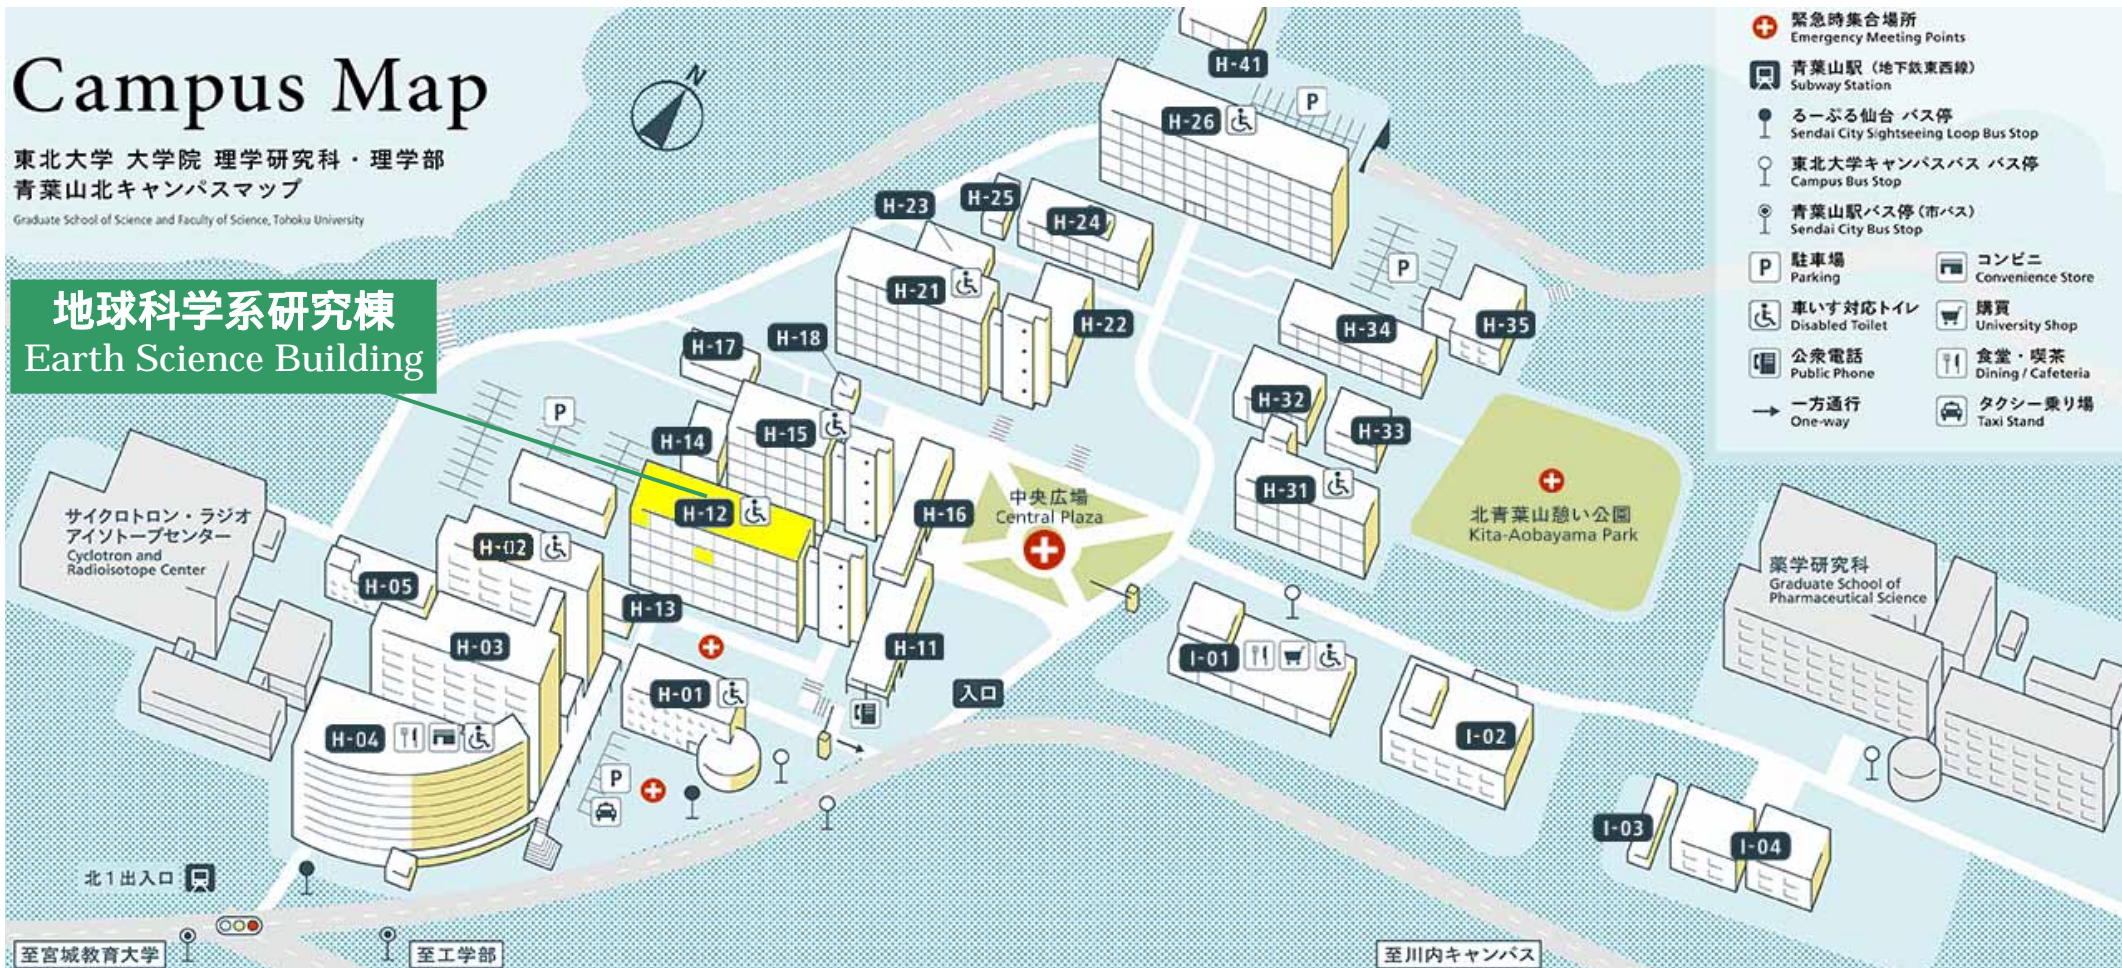 Campus Map
東北大学 大学院 理学研究科・理学部
青葉山北キャンパスマップ
Graduate School of Science and Faculty of Science, Tohoku University
地球科学系研究棟
Earth Science Building
N
緊急時集合場所
Emergency Meeting Points
青葉山駅（地下鉄東西線）
Subway Station
るーぷる仙台 バス停
Sendai City Sightseeing Loop Bus Stop
東北大学キャンパスバス バス停
Campus Bus Stop
青葉山駅バス停（市バス）
Sendai City Bus Stop
P
駐車場
Parking
コンビニ
Convenience Store
車いす対応トイレ
Disabled Toilet
購買
University Shop
公衆電話
Public Phone
食堂・喫茶
Dining / Cafeteria
一方通行
One-way
タクシー乗り場
Taxi Stand
H-41
P
H-26
H-25
H-23
H-24
P
H-21
H-22
H-34
H-35
H-18
H-17
H-32
P
H-33
H-15
H-14
北青葉山憩い公園
Kita-Aobayama Park
H-31
中央広場
Central Plaza
H-16
H-12
サイクロトロン・ラジオ
アイソトープセンター
Cyclotron and
Radioisotope Center
H-02
H-05
薬学研究科
Graduate School of
Pharmaceutical Science
H-13
H-03
H-11
I-01
H-01
入口
H-04
I-02
P
I-03
I-04
北1出入口
至宮城教育大学
至工学部
至川内キャンパス